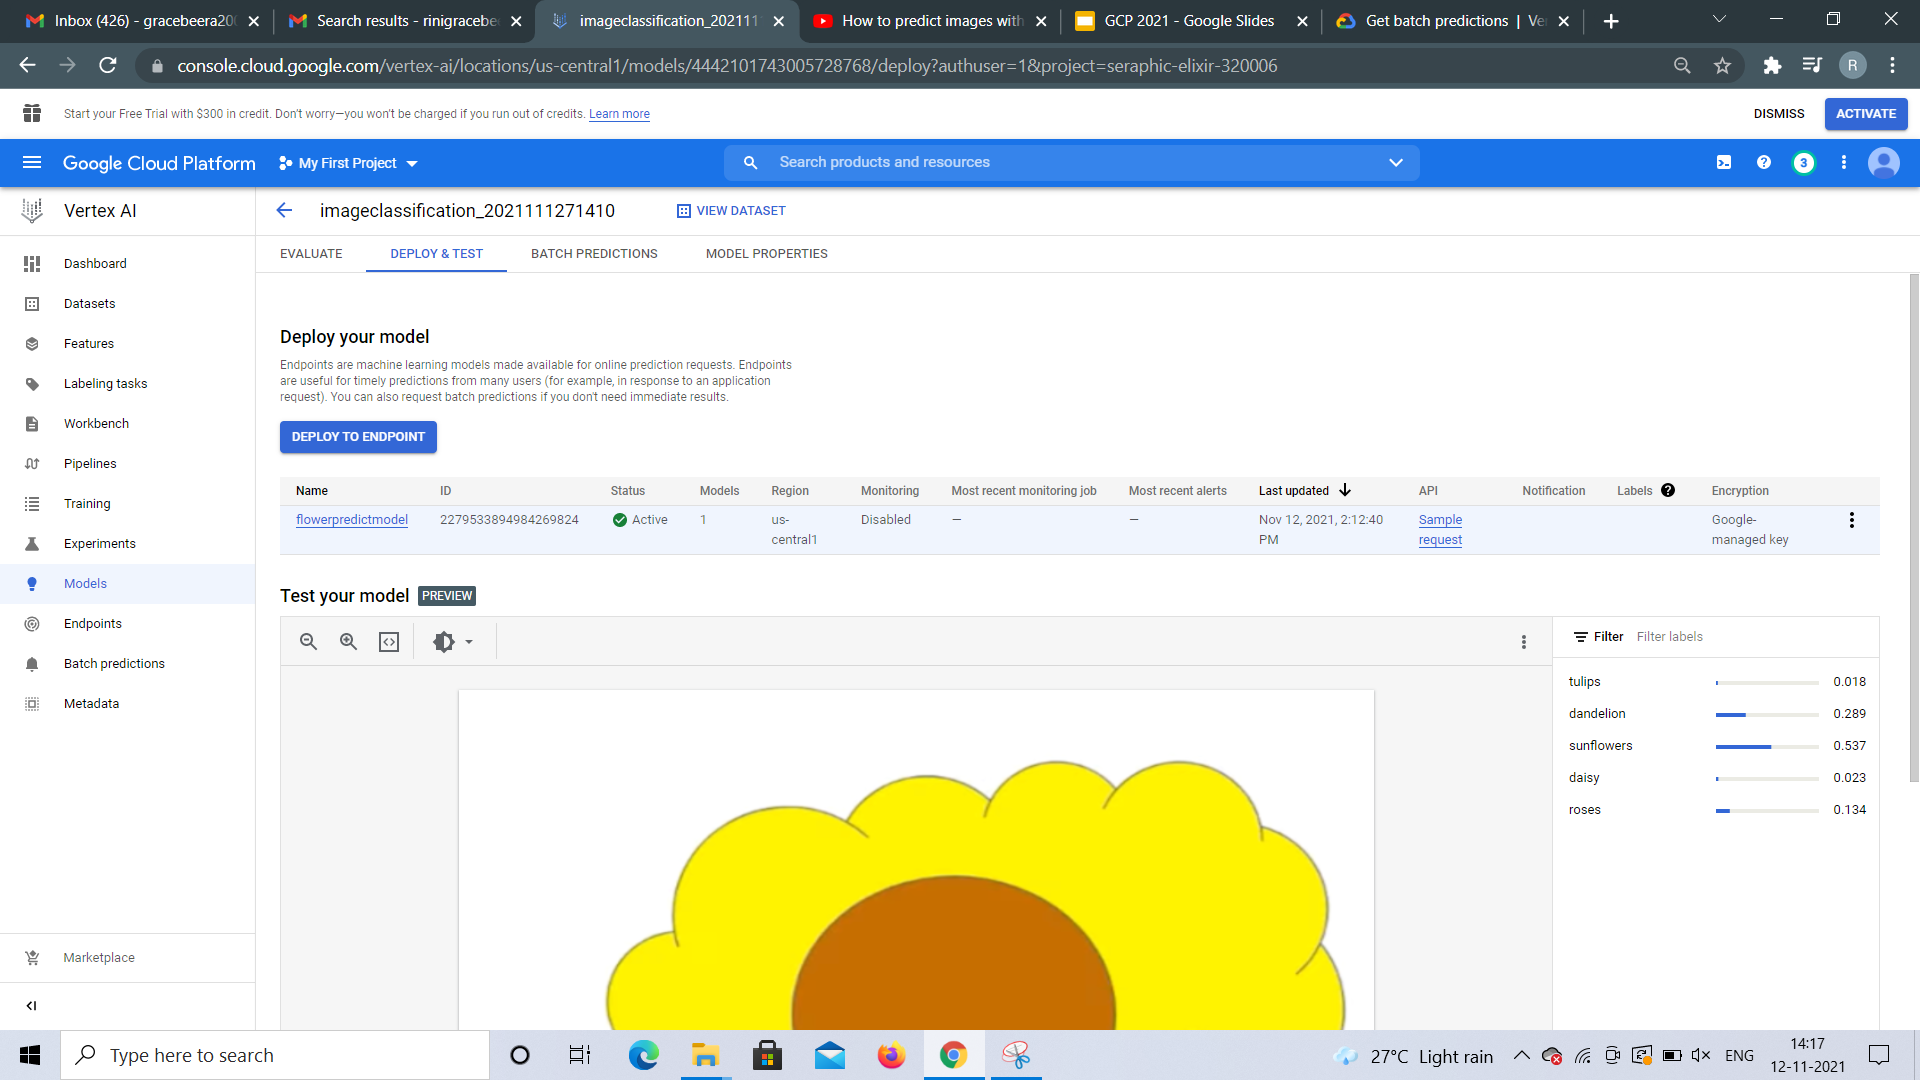 Inbox (426) - gracebeera20
Search results - rinigracebee
imageclassification_2021111
How to predict images with
GCP 2021 - Google Slides
Get batch predictions | Ver
console.cloud.google.com/vertex-ai/locations/us-central1/models/4442101743005728768/deploy?authuser=1&project=seraphic-elixir-320006
R
Start your Free Trial with $300 in credit. Don't worry—you won't be charged if you run out of credits. Learn more
DISMISS
ACTIVATE
Google Cloud Platform
My First Project
Search products and resources
3
Vertex AI
imageclassification_2021111271410
VIEW DATASET
EVALUATE
DEPLOY & TEST
BATCH PREDICTIONS
MODEL PROPERTIES
Dashboard
Datasets
Features
Labeling tasks
Workbench
Pipelines
Training
Experiments
Models
Endpoints
Batch predictions
Metadata
Marketplace
Deploy your model
Endpoints are machine learning models made available for online prediction requests. Endpoints
are useful for timely predictions from many users (for example, in response to an application
request). You can also request batch predictions if you don't need immediate results.
DEPLOY TO ENDPOINT
Name ID Status Models Region Monitoring Most recent monitoring job Most recent alerts Last updated API Notification Labels Encryption
flowerpredictmodel 2279533894984269824 Active 1 us- Disabled — — Nov 12, 2021, 2:12:40 Sample Google-
central1 PM request managed key
Test your model PREVIEW
Filter Filter labels
tulips 0.018
dandelion 0.289
sunflowers 0.537
daisy 0.023
roses 0.134
Type here to search
27°C Light rain
ENG
14:17
12-11-2021